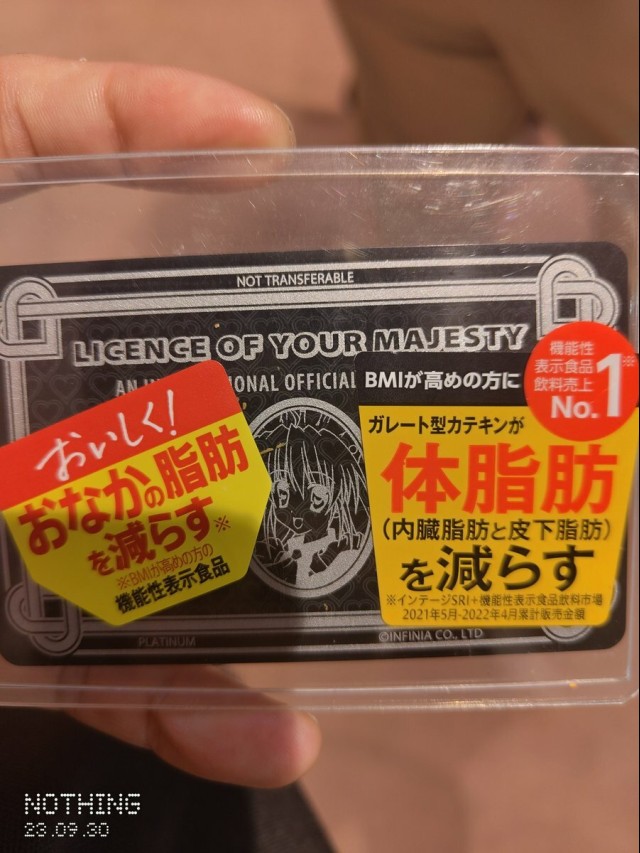 NOT TRANSFERABLE
LICENCE OF YOUR MAJESTY
OFFICIAL
おいしく!
おなかの脂肪
を減らす※
※BMIが高めの方の
機能性表示食品
BMIが高めの方に
機能性
表示食品
飲料売上
No.1※
ガレート型カテキンが
体脂肪
(内臓脂肪と皮下脂肪)
を減らす
※インテージSRI+機能性表示食品飲料市場
2021年5月-2022年4月累計販売金額
PLATINUM
©INFINIA CO., LTD
NOTHING
23.09.30